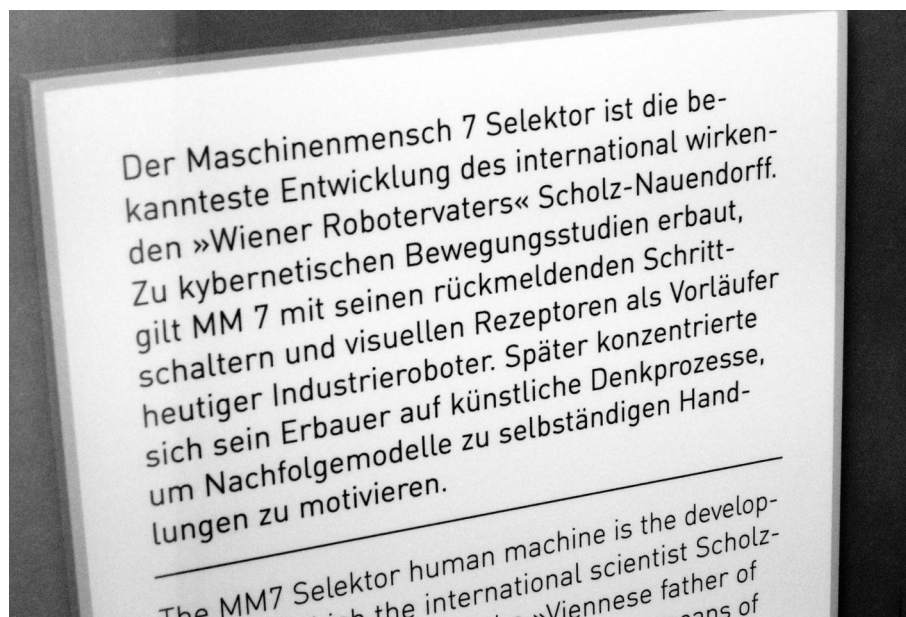 Der Maschinenmensch 7 Selektor ist die be-
kannteste Entwicklung des international wirken-
den »Wiener Robotervaters« Scholz-Nauendorff.
Zu kybernetischen Bewegungsstudien erbaut,
gilt MM 7 mit seinen rückmeldenden Schritt-
schaltern und visuellen Rezeptoren als Vorläufer
heutiger Industrieroboter. Später konzentrierte
sich sein Erbauer auf künstliche Denkprozesse,
um Nachfolgemodelle zu selbständigen Hand-
lungen zu motivieren.
The MM7 Selektor human machine is the develop-
the international scientist Scholz-
»Viennese father of
of